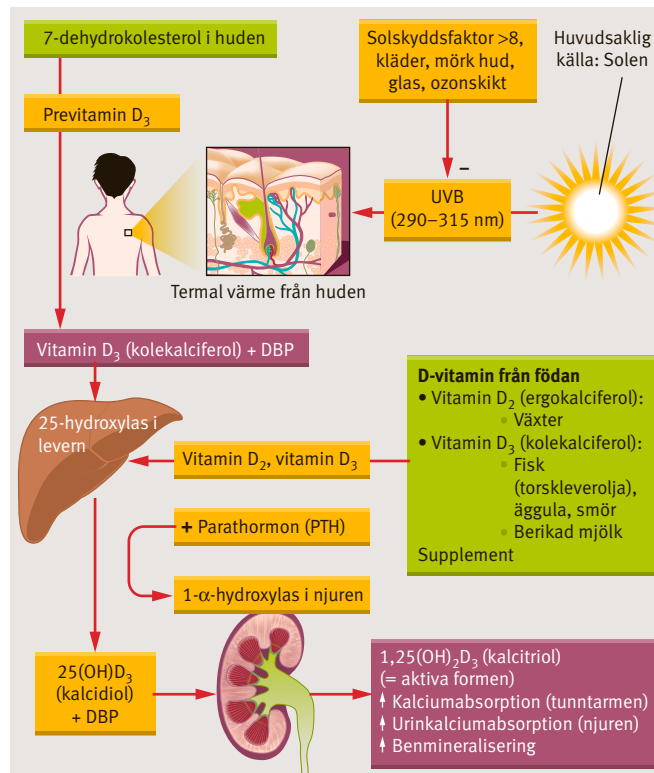 7-dehydrokolesterol i huden
Solskyddsfaktor >8,
kläder, mörk hud,
glas, ozonskikt
Huvudsaklig
källa: Solen
Previtamin D₃
–
UVB
(290–315 nm)
Termal värme från huden
Vitamin D₃ (kolekalciferol) + DBP
D-vitamin från födan
• Vitamin D₂ (ergokalciferol):
• Växter
• Vitamin D₃ (kolekalciferol):
• Fisk
(torskleverolja),
äggula, smör
• Berikad mjölk
Supplement
25-hydroxylas i
levern
Vitamin D₂, vitamin D₃
+ Parathormon (PTH)
1-α-hydroxylas i njuren
25(OH)D₃
(kalcidiol)
+ DBP
1,25(OH)₂D₃ (kalcitriol)
(= aktiva formen)
↑ Kalciumabsorption (tunntarmen)
↑ Urinkalciumabsorption (njuren)
↑ Benmineralisering